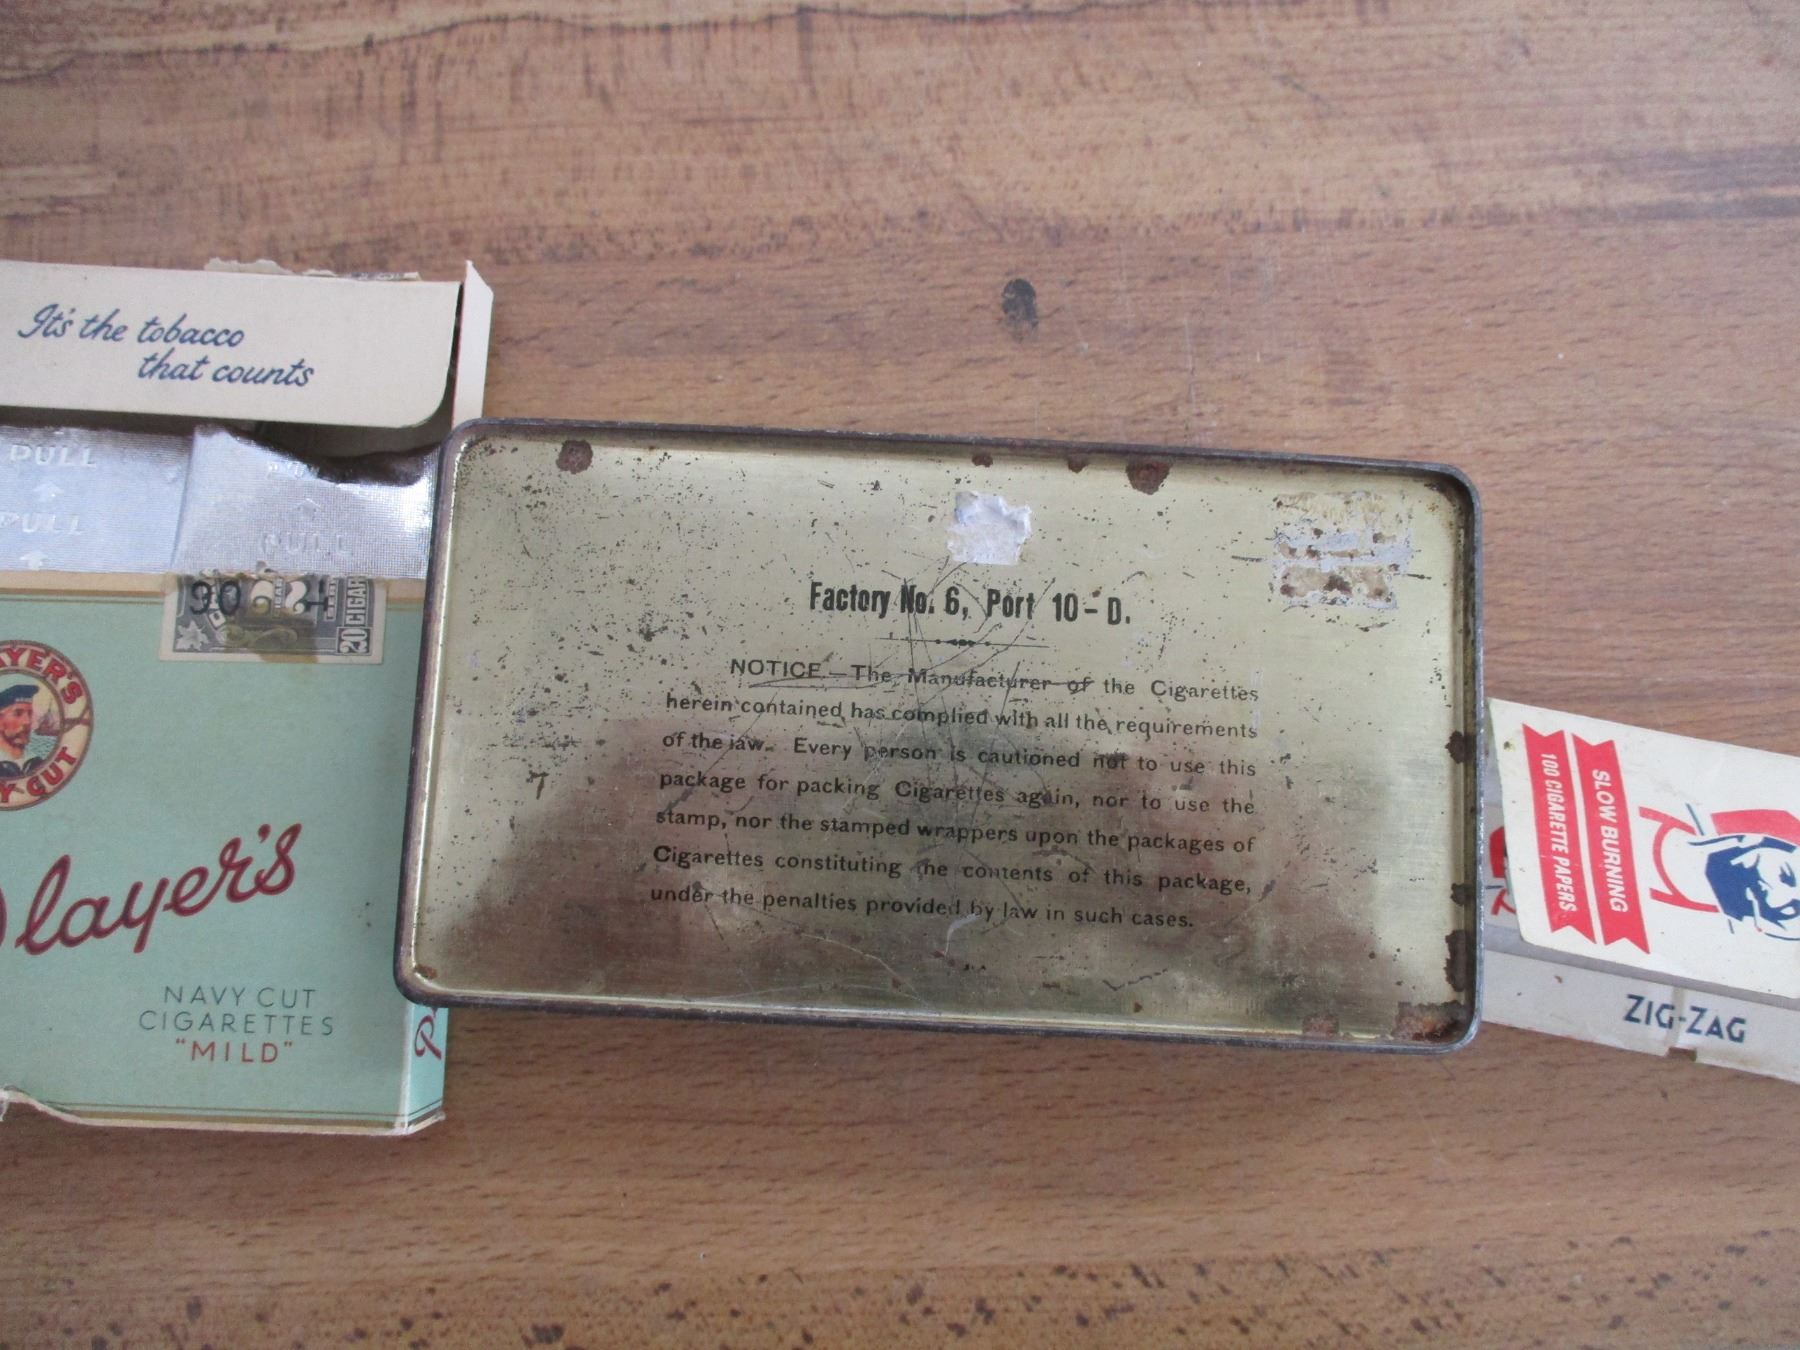 It's the tobacco
that counts
PULL
PULL
PULL
90
20 CIGAR
NAVY CUT
Player's
NAVY CUT
CIGARETTES
"MILD"
Factory No. 6, Port 10-D.
NOTICE.—The Manufacturer of the Cigarettes
herein contained has complied with all the requirements
of the law. Every person is cautioned not to use this
package for packing Cigarettes again, nor to use the
stamp, nor the stamped wrappers upon the packages of
Cigarettes constituting the contents of this package,
under the penalties provided by law in such cases.
SLOW BURNING
100 CIGARETTE PAPERS
ZIG-ZAG